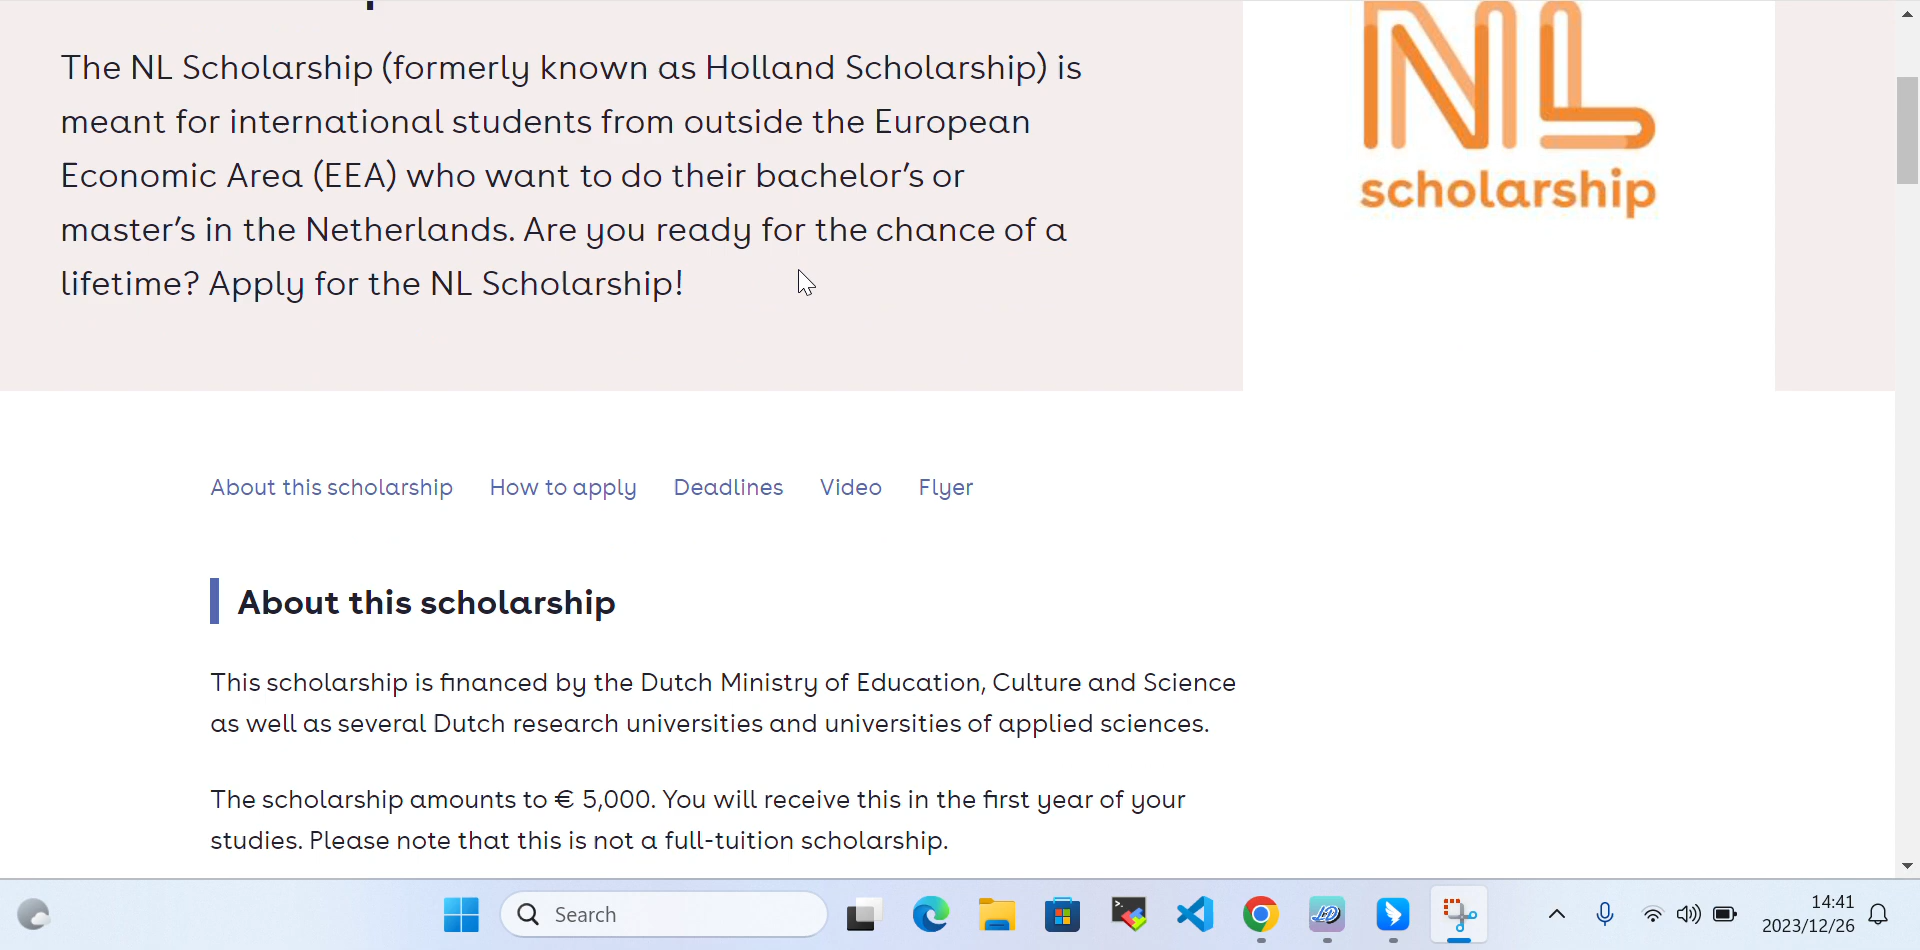 The NL Scholarship (formerly known as Holland Scholarship) is
meant for international students from outside the European
Economic Area (EEA) who want to do their bachelor’s or
master’s in the Netherlands. Are you ready for the chance of a
lifetime? Apply for the NL Scholarship!
NL
scholarship
About this scholarship How to apply Deadlines Video Flyer
About this scholarship
This scholarship is financed by the Dutch Ministry of Education, Culture and Science
as well as several Dutch research universities and universities of applied sciences.
The scholarship amounts to € 5,000. You will receive this in the first year of your
studies. Please note that this is not a full-tuition scholarship.
Search
14:41
2023/12/26